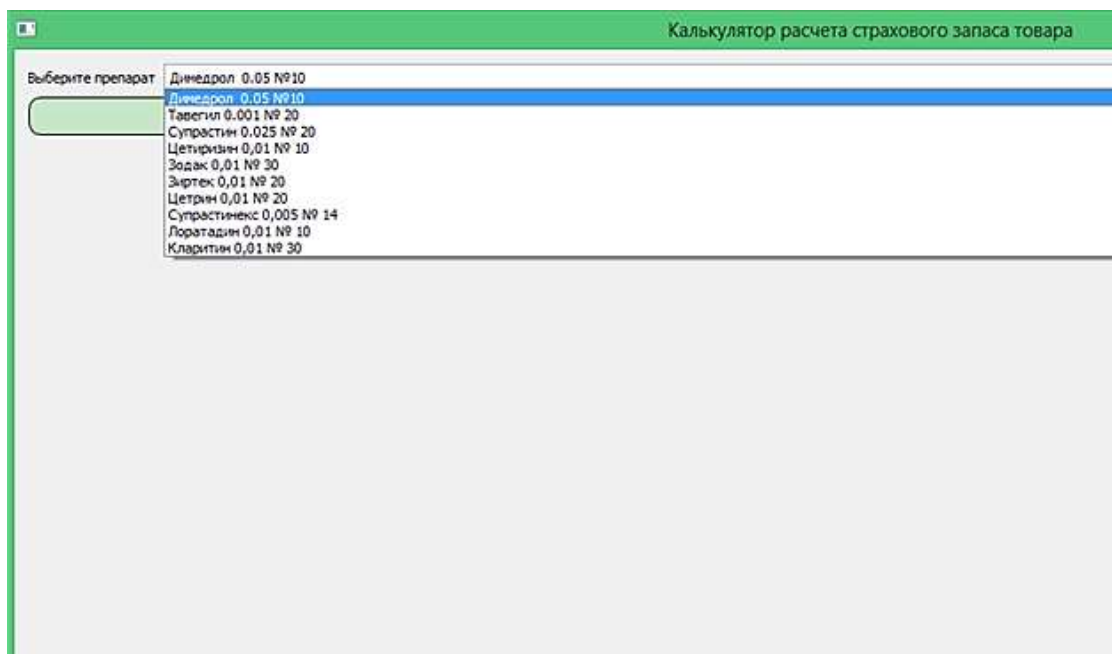 Калькулятор расчета страхового запаса товара
Выберите препарат Димедрол 0.05 №10
Димедрол 0.05 №10
Тавегил 0.001 № 20
Супрастин 0.025 № 20
Цетиризин 0,01 № 10
Зодак 0,01 № 30
Зиртек 0,01 № 20
Цетрин 0,01 № 20
Супрастинекс 0,005 № 14
Лоратадин 0,01 № 10
Кларитин 0,01 № 30